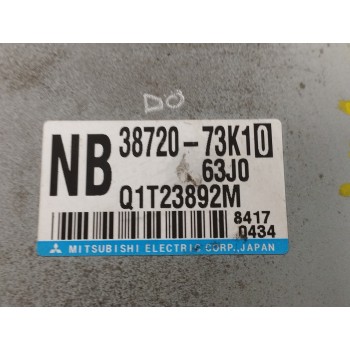 DO
NB 38720-73K10
63J0
Q1T23892M
8417
0434
MITSUBISHI ELECTRIC CORP., JAPAN